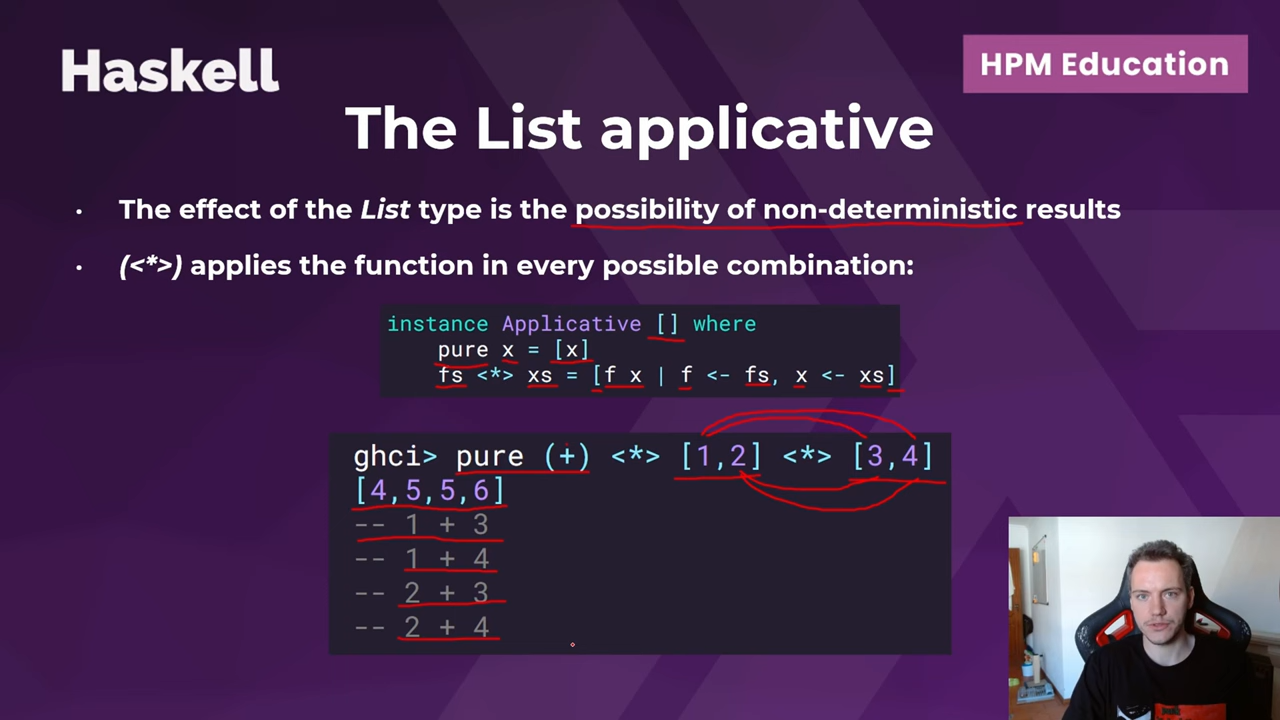 Haskell
HPM Education
The List applicative
• The effect of the List type is the possibility of non-deterministic results
• (<*>) applies the function in every possible combination:
instance Applicative [] where
    pure x = [x]
    fs <*> xs = [f x | f <- fs, x <- xs]
ghci> pure (+) <*> [1,2] <*> [3,4]
[4,5,5,6]
-- 1 + 3
-- 1 + 4
-- 2 + 3
-- 2 + 4